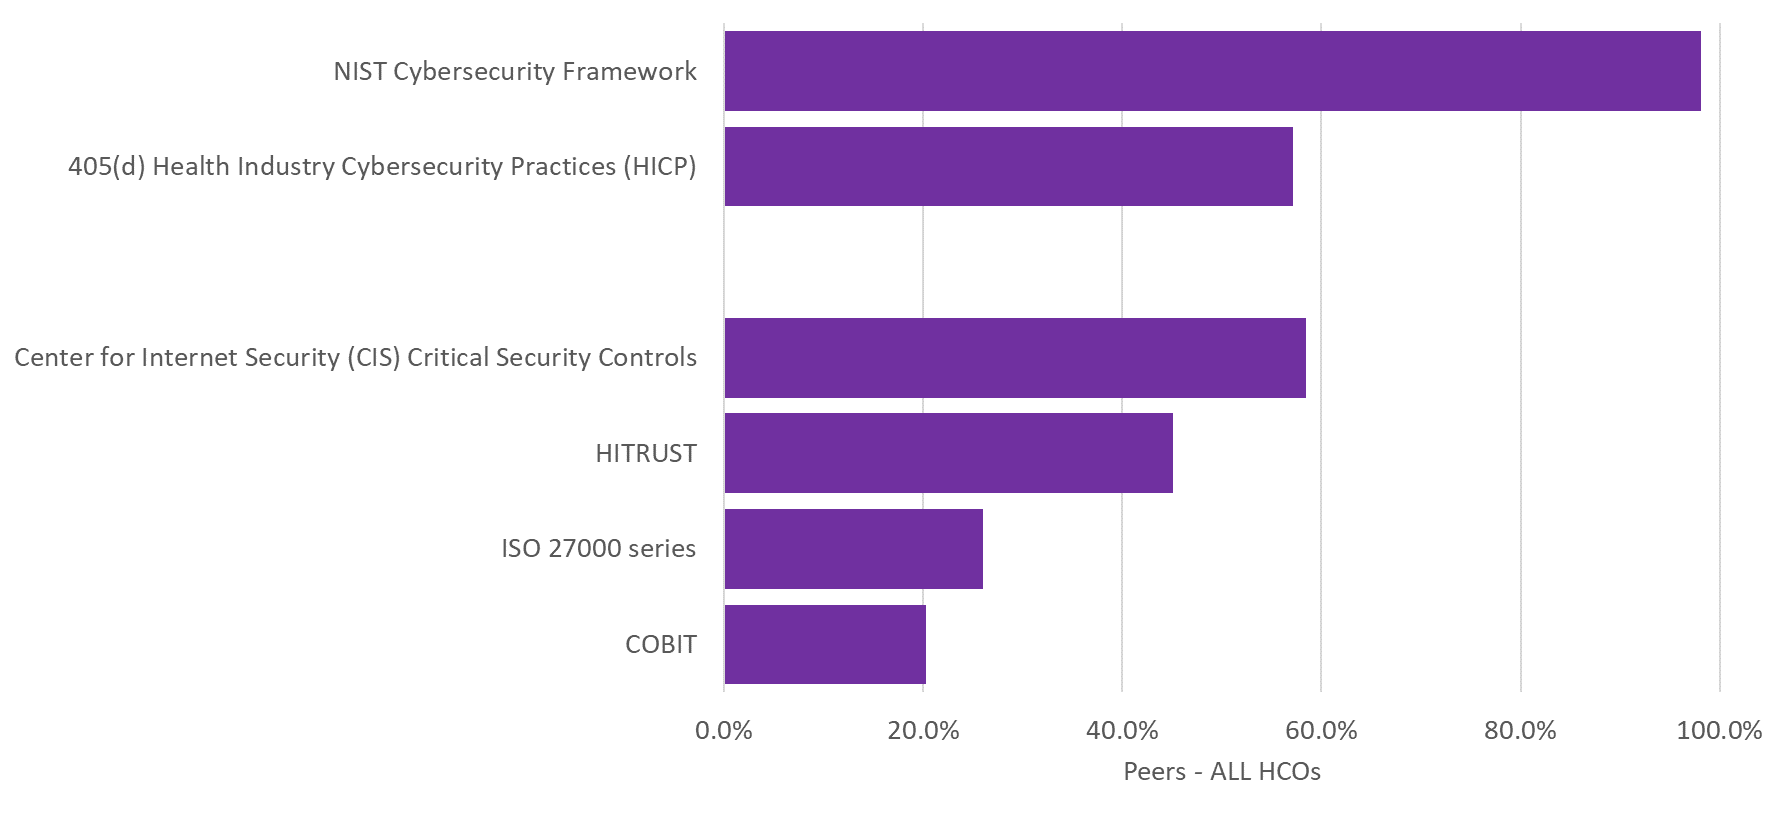 NIST Cybersecurity Framework
405(d) Health Industry Cybersecurity Practices (HICP)
Center for Internet Security (CIS) Critical Security Controls
HITRUST
ISO 27000 series
COBIT
0.0% 20.0% 40.0% 60.0% 80.0% 100.0%
Peers - ALL HCOs